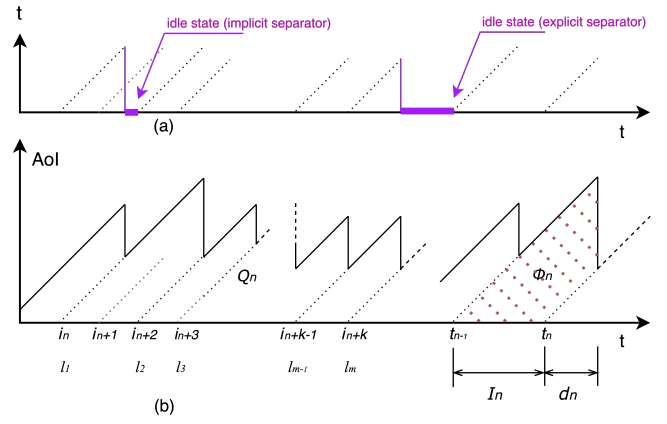 t
idle state (implicit separator)
idle state (explicit separator)
(a)
t
AoI
Qn
Φn
in in+1 in+2 in+3 in+k-1 in+k tn-1 tn t
l1 l2 l3 lm-1 lm
In dn
(b)